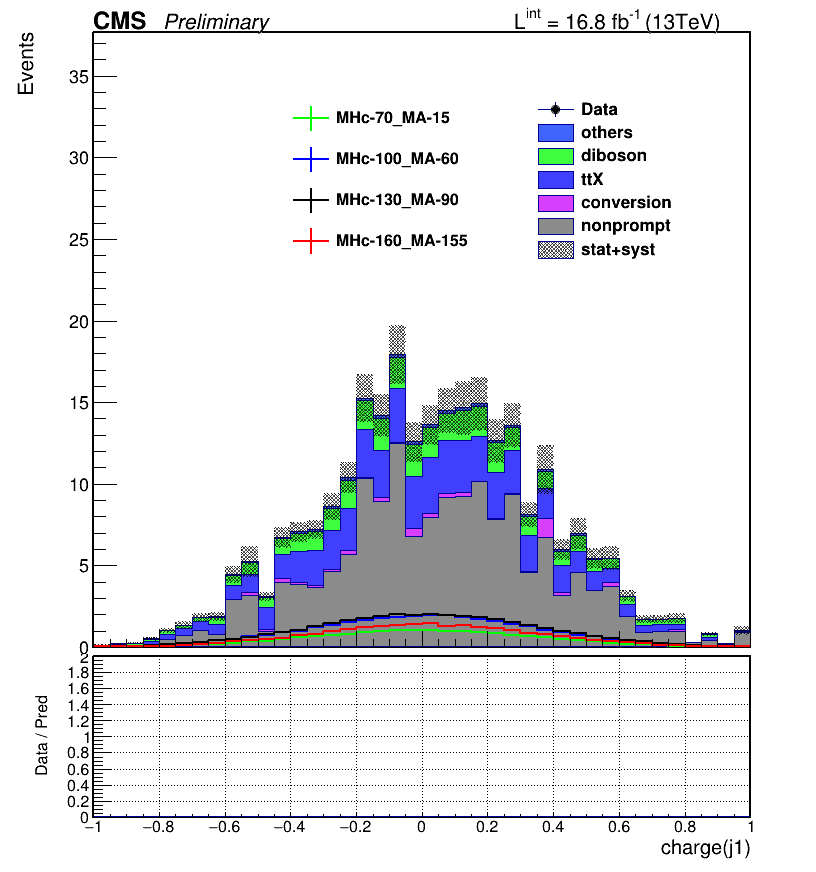 CMS Preliminary L^int = 16.8 fb^-1 (13TeV)
Events
35
30
25
20
15
10
5
0
MHc-70_MA-15
MHc-100_MA-60
MHc-130_MA-90
MHc-160_MA-155
Data
others
diboson
ttX
conversion
nonprompt
stat+syst
Data / Pred
2
1.8
1.6
1.4
1.2
1
0.8
0.6
0.4
0.2
0
−1 −0.8 −0.6 −0.4 −0.2 0 0.2 0.4 0.6 0.8 1
charge(j1)